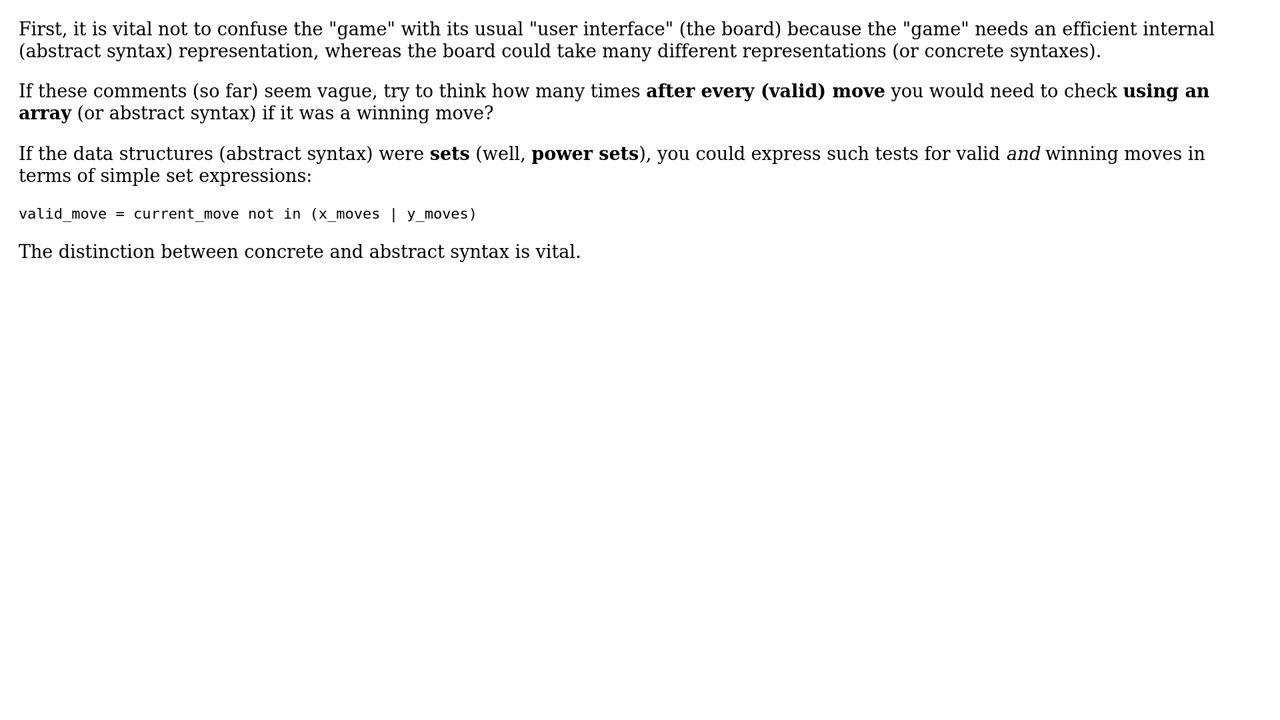 First, it is vital not to confuse the "game" with its usual "user interface" (the board) because the "game" needs an efficient internal
(abstract syntax) representation, whereas the board could take many different representations (or concrete syntaxes).
If these comments (so far) seem vague, try to think how many times after every (valid) move you would need to check using an
array (or abstract syntax) if it was a winning move?
If the data structures (abstract syntax) were sets (well, power sets), you could express such tests for valid and winning moves in
terms of simple set expressions:
valid_move = current_move not in (x_moves | y_moves)
The distinction between concrete and abstract syntax is vital.